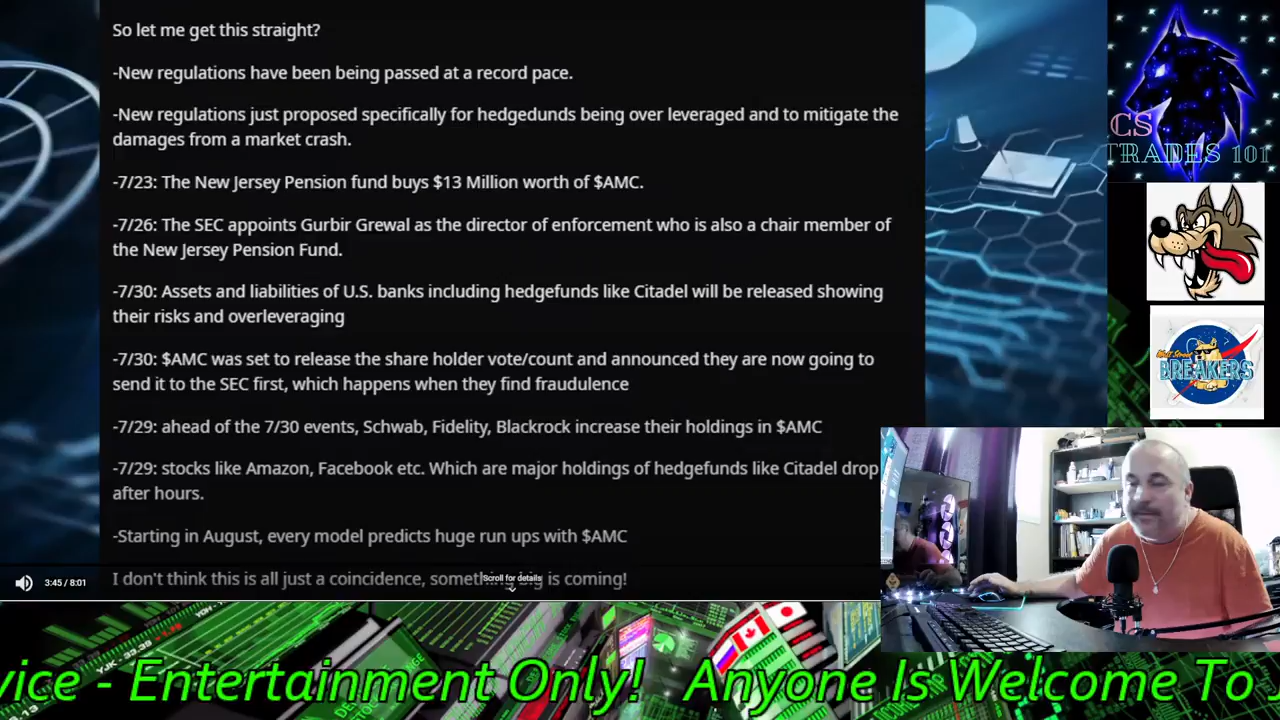 So let me get this straight?
-New regulations have been being passed at a record pace.
-New regulations just proposed specifically for hedgedunds being over leveraged and to mitigate the
damages from a market crash.
-7/23: The New Jersey Pension fund buys $13 Million worth of $AMC.
-7/26: The SEC appoints Gurbir Grewal as the director of enforcement who is also a chair member of
the New Jersey Pension Fund.
-7/30: Assets and liabilities of U.S. banks including hedgefunds like Citadel will be released showing
their risks and overleveraging
-7/30: $AMC was set to release the share holder vote/count and announced they are now going to
send it to the SEC first, which happens when they find fraudulence
-7/29: ahead of the 7/30 events, Schwab, Fidelity, Blackrock increase their holdings in $AMC
-7/29: stocks like Amazon, Facebook etc. Which are major holdings of hedgefunds like Citadel drop
after hours.
-Starting in August, every model predicts huge run ups with $AMC
I don't think this is all just a coincidence, something big is coming!
Scroll for details
3:45 / 8:01
CS
TRADES 101
Wall Street
BREAKERS
vice - Entertainment Only! Anyone Is Welcome To J